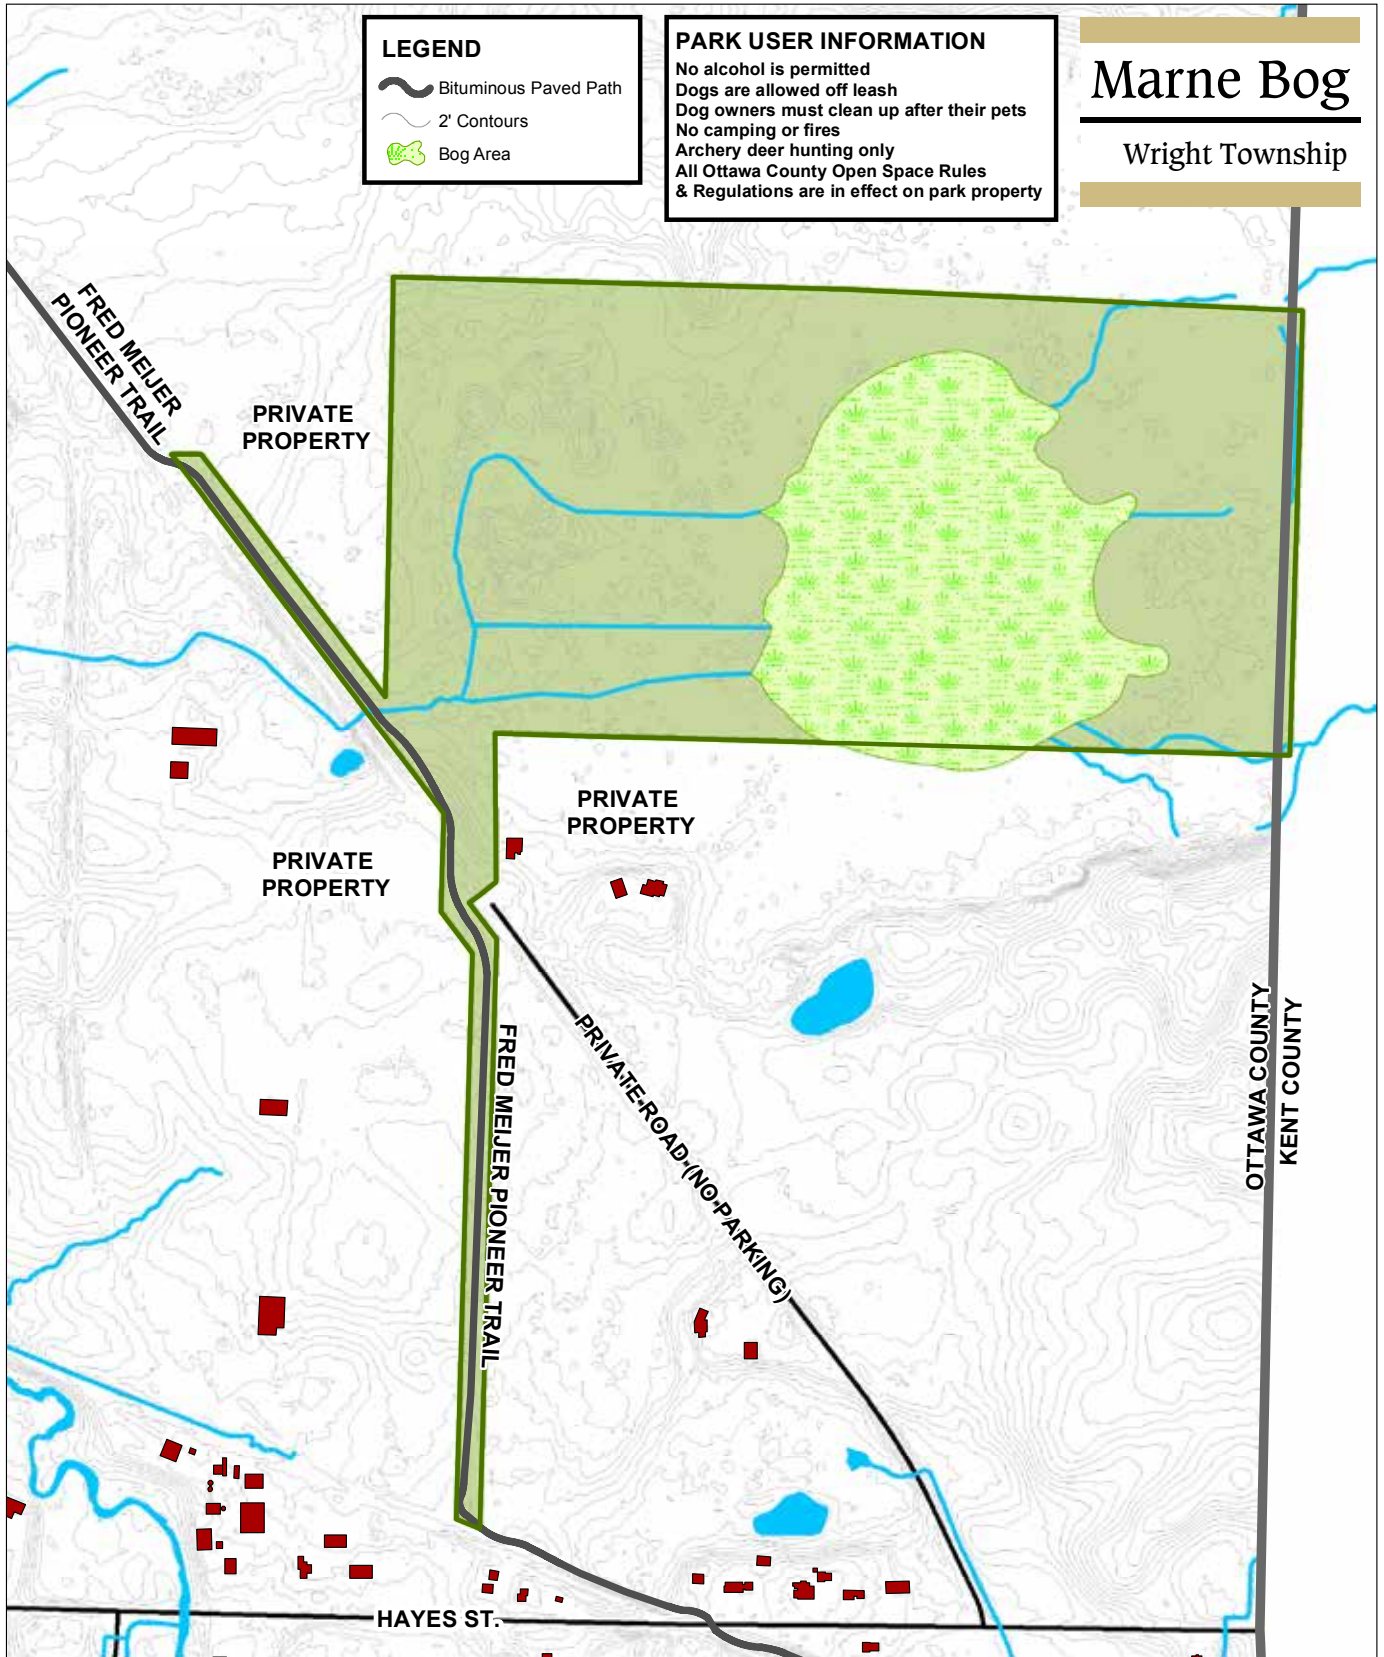 LEGEND
Bituminous Paved Path
2' Contours
Bog Area
PARK USER INFORMATION
No alcohol is permitted
Dogs are allowed off leash
Dog owners must clean up after their pets
No camping or fires
Archery deer hunting only
All Ottawa County Open Space Rules
& Regulations are in effect on park property
Marne Bog
Wright Township
FRED MEIJER
PIONEER TRAIL
PRIVATE
PROPERTY
PRIVATE
PROPERTY
PRIVATE
PROPERTY
FRED MEIJER PIONEER TRAIL
PRIVATE ROAD (NO PARKING)
OTTAWA COUNTY
KENT COUNTY
HAYES ST.